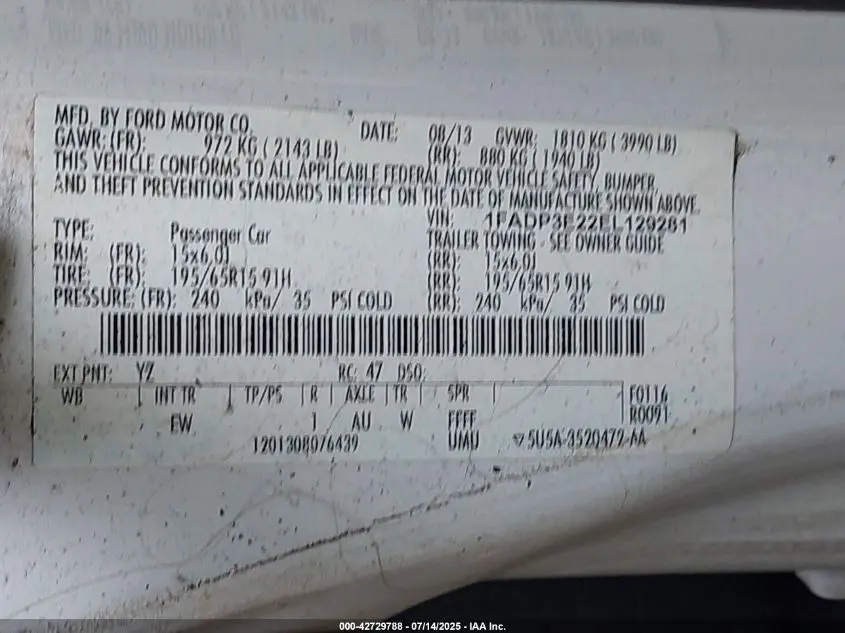 MFD. BY FORD MOTOR CO. DATE: 08/13 GVWR: 1810 KG ( 3990 LB)
GAWR: (FR): 972 KG ( 2143 LB) (RR): 880 KG ( 1940 LB)
THIS VEHICLE CONFORMS TO ALL APPLICABLE FEDERAL MOTOR VEHICLE SAFETY, BUMPER,
AND THEFT PREVENTION STANDARDS IN EFFECT ON THE DATE OF MANUFACTURE SHOWN ABOVE.
VIN: 1FADP3F22EL129281
TYPE: Passenger Car TRAILER TOWING - SEE OWNER GUIDE
RIM: (FR): 15x6.0J (RR): 15x6.0J
TIRE: (FR): 195/65R15 91H (RR): 195/65R15 91H
PRESSURE: (FR): 240 kPa/ 35 PSI COLD (RR): 240 kPa/ 35 PSI COLD
EXT PNT: YZ RC: 47 DSO:
WB INT TR TP/PS R AXLE TR SPR F0116
EW 1 AU W FFFF R0091
1201308076439 UMU 5U5A-3520472-AA
000-42729788 - 07/14/2025 - IAA Inc.